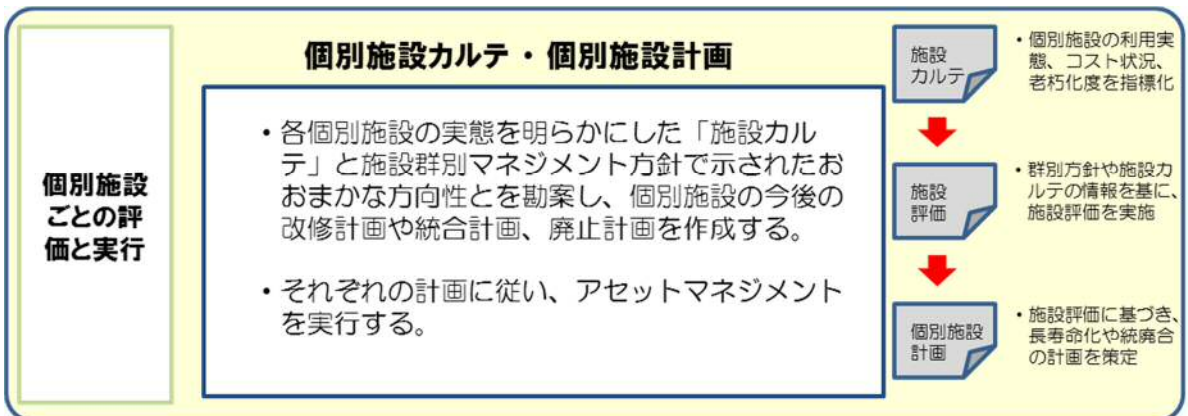 個別施設
ごとの評
価と実行
個別施設カルテ・個別施設計画
・各個別施設の実態を明らかにした「施設カル
テ」と施設群別マネジメント方針で示されたお
おまかな方向性とを勘案し、個別施設の今後の
改修計画や統合計画、廃止計画を作成する。
・それぞれの計画に従い、アセットマネジメント
を実行する。
施設
カルテ
・個別施設の利用実
態、コスト状況、
老朽化度を指標化
施設
評価
・群別方針や施設カ
ルテの情報を基に、
施設評価を実施
個別施設
計画
・施設評価に基づき、
長寿命化や統廃合
の計画を策定